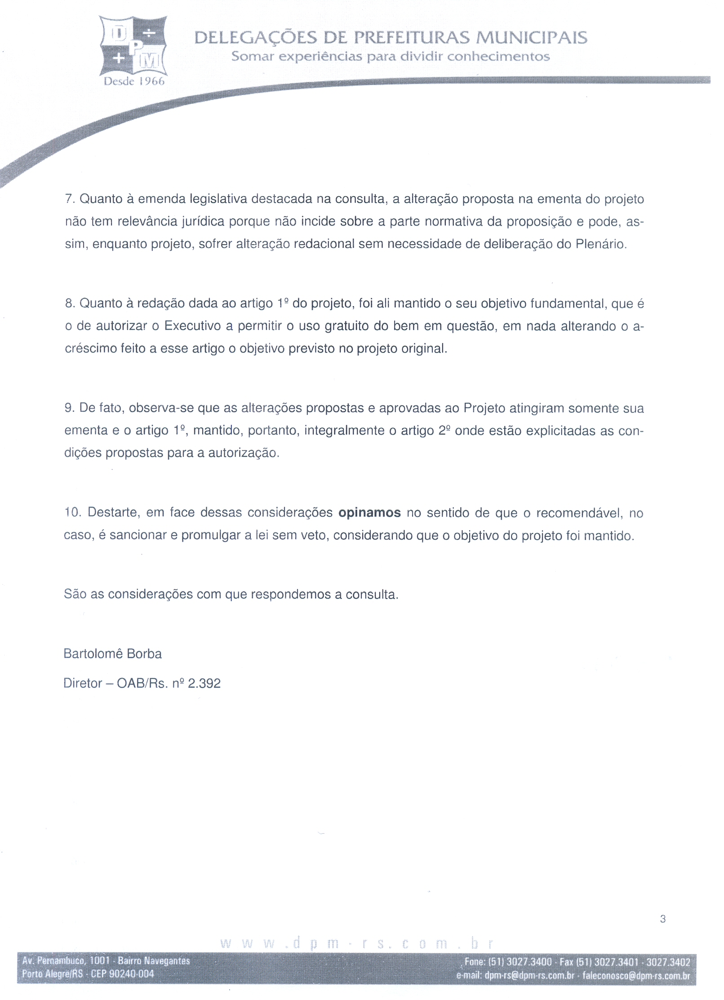 D ÷
P
+ M
Desde 1966
DELEGAÇÕES DE PREFEITURAS MUNICIPAIS
Somar experiências para dividir conhecimentos
7. Quanto à emenda legislativa destacada na consulta, a alteração proposta na ementa do projeto
não tem relevância jurídica porque não incide sobre a parte normativa da proposição e pode, as-
sim, enquanto projeto, sofrer alteração redacional sem necessidade de deliberação do Plenário.
8. Quanto à redação dada ao artigo 1º do projeto, foi ali mantido o seu objetivo fundamental, que é
o de autorizar o Executivo a permitir o uso gratuito do bem em questão, em nada alterando o a-
créscimo feito a esse artigo o objetivo previsto no projeto original.
9. De fato, observa-se que as alterações propostas e aprovadas ao Projeto atingiram somente sua
ementa e o artigo 1º, mantido, portanto, integralmente o artigo 2º onde estão explicitadas as con-
dições propostas para a autorização.
10. Destarte, em face dessas considerações opinamos no sentido de que o recomendável, no
caso, é sancionar e promulgar a lei sem veto, considerando que o objetivo do projeto foi mantido.
São as considerações com que respondemos a consulta.
Bartolomê Borba
Diretor – OAB/Rs. nº 2.392
3
www.dpm-rs.com.br
Av. Pernambuco, 1001 - Bairro Navegantes
Porto Alegre/RS - CEP 90240-004
Fone: (51) 3027.3400 - Fax (51) 3027.3401 - 3027.3402
e-mail: dpm-rs@dpm-rs.com.br - faleconosco@dpm-rs.com.br